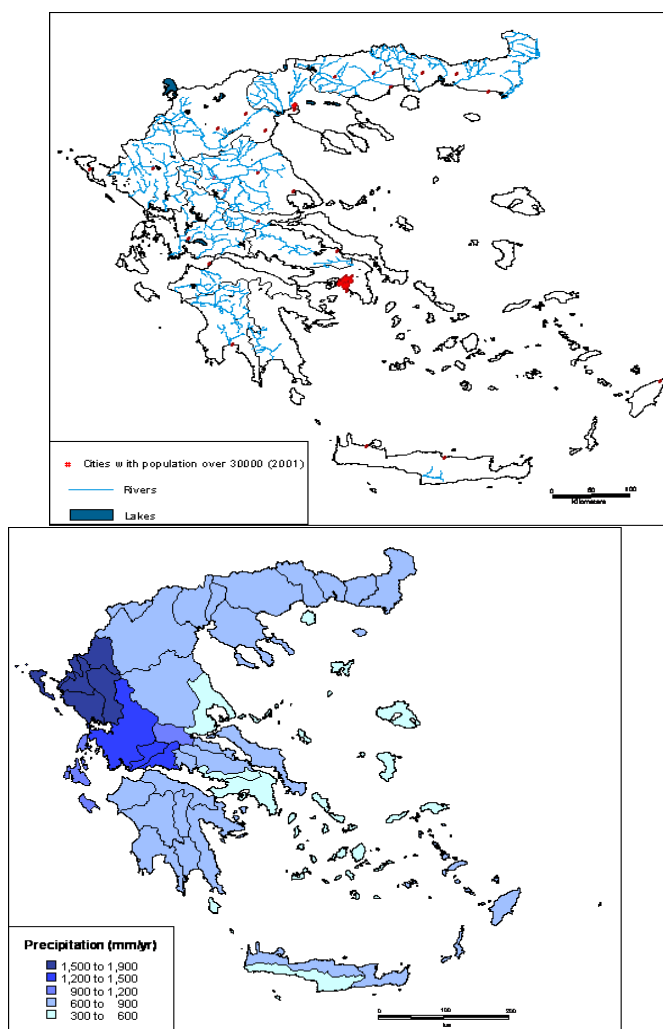 Cities with population over 30000 (2001)
Rivers
Lakes
0 50 100
Kilometers
Precipitation (mm/yr)
1,500 to 1,900
1,200 to 1,500
900 to 1,200
600 to 900
300 to 600
0 100 200
km